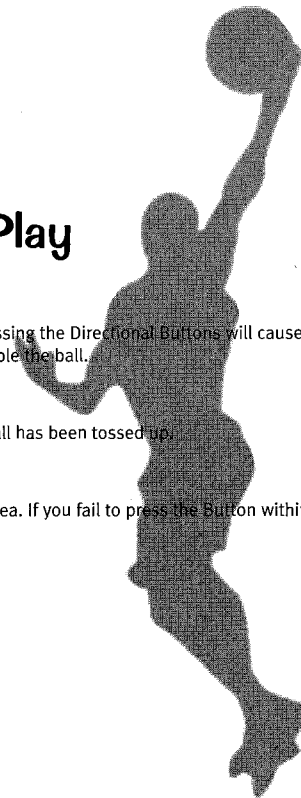 Play
ssing the Directional Buttons will cause
ble the ball.
all has been tossed up.
ea. If you fail to press the Button withi